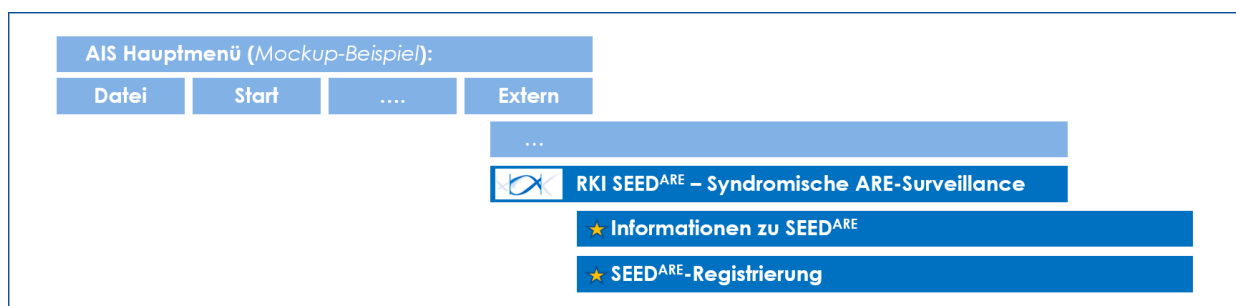 AIS Hauptmenü (Mockup-Beispiel):
Datei Start .... Extern
...
RKI SEEDᴬᴿᴱ – Syndromische ARE-Surveillance
Informationen zu SEEDᴬᴿᴱ
SEEDᴬᴿᴱ-Registrierung